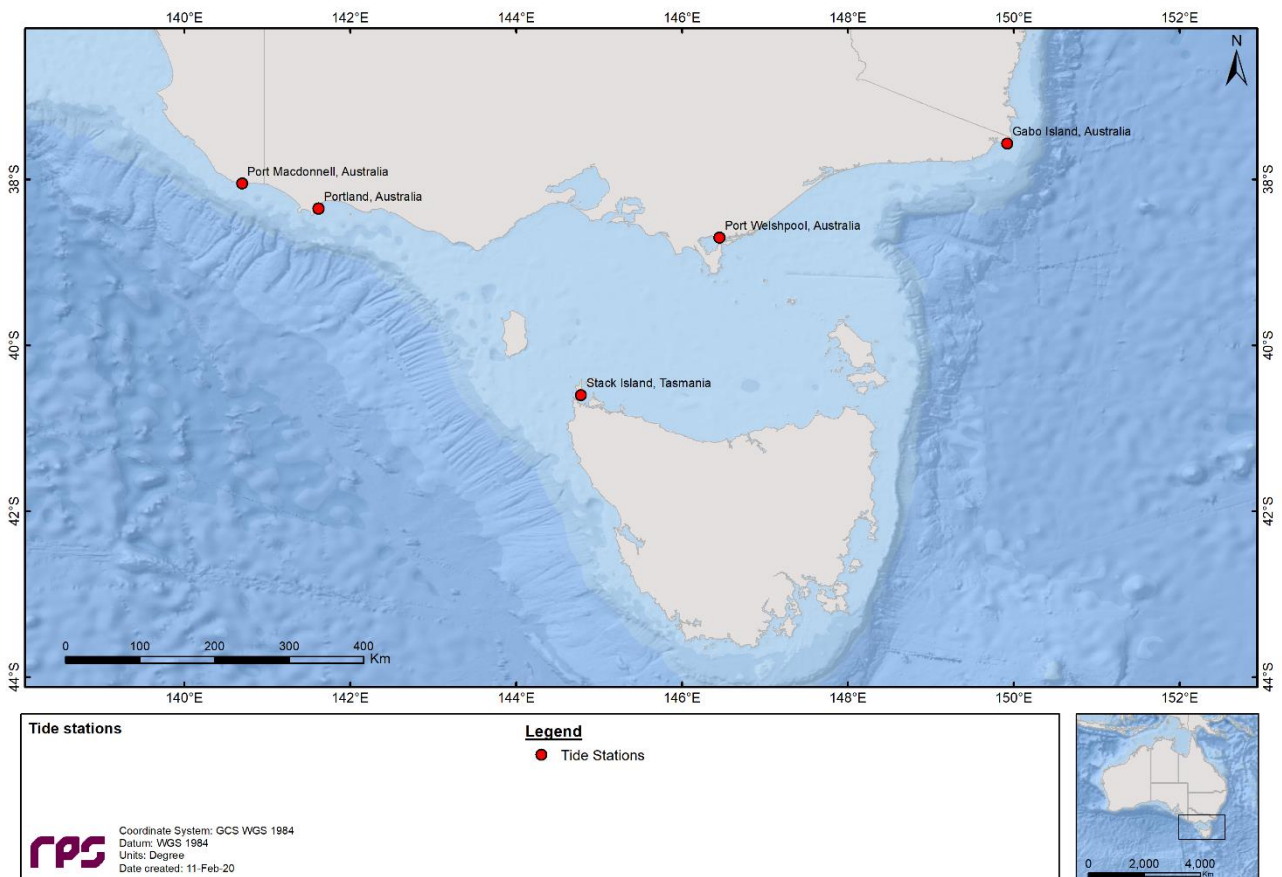 140°E 142°E 144°E 146°E 148°E 150°E 152°E
N
Gabo Island, Australia
38°S 38°S
Port Macdonnell, Australia
Portland, Australia
Port Welshpool, Australia
40°S 40°S
Stack Island, Tasmania
42°S 42°S
0 100 200 300 400
Km
44°S 44°S
140°E 142°E 144°E 146°E 148°E 150°E 152°E
Tide stations
Legend
Tide Stations
rps
Coordinate System: GCS WGS 1984
Datum: WGS 1984
Units: Degree
Date created: 11-Feb-20
0 2,000 4,000
Km